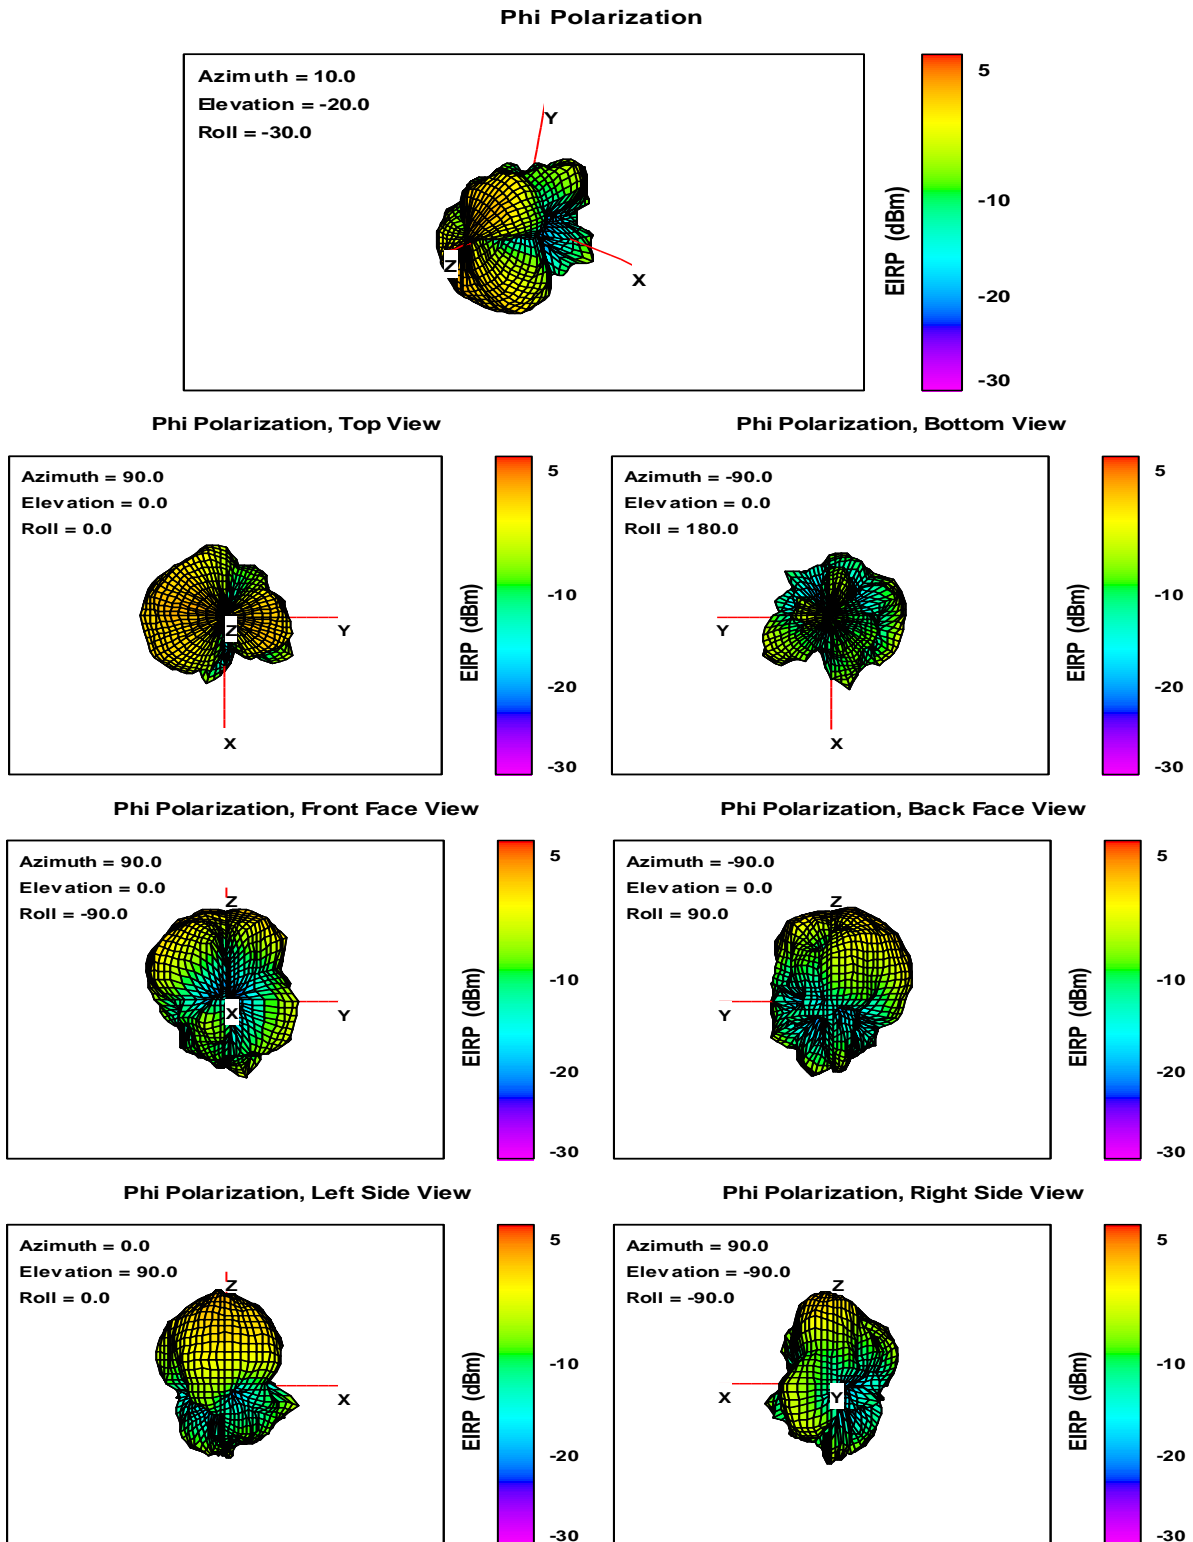 Phi Polarization
Azimuth = 10.0
Elevation = -20.0
Roll = -30.0
Y
Z
X
EIRP (dBm)
5
-10
-20
-30
Phi Polarization, Top View
Azimuth = 90.0
Elevation = 0.0
Roll = 0.0
Z
Y
X
EIRP (dBm)
5
-10
-20
-30
Phi Polarization, Bottom View
Azimuth = -90.0
Elevation = 0.0
Roll = 180.0
Y
X
EIRP (dBm)
5
-10
-20
-30
Phi Polarization, Front Face View
Azimuth = 90.0
Elevation = 0.0
Roll = -90.0
Z
X
Y
EIRP (dBm)
5
-10
-20
-30
Phi Polarization, Back Face View
Azimuth = -90.0
Elevation = 0.0
Roll = 90.0
Z
Y
EIRP (dBm)
5
-10
-20
-30
Phi Polarization, Left Side View
Azimuth = 0.0
Elevation = 90.0
Roll = 0.0
Z
X
EIRP (dBm)
5
-10
-20
-30
Phi Polarization, Right Side View
Azimuth = 90.0
Elevation = -90.0
Roll = -90.0
Z
X
Y
EIRP (dBm)
5
-10
-20
-30